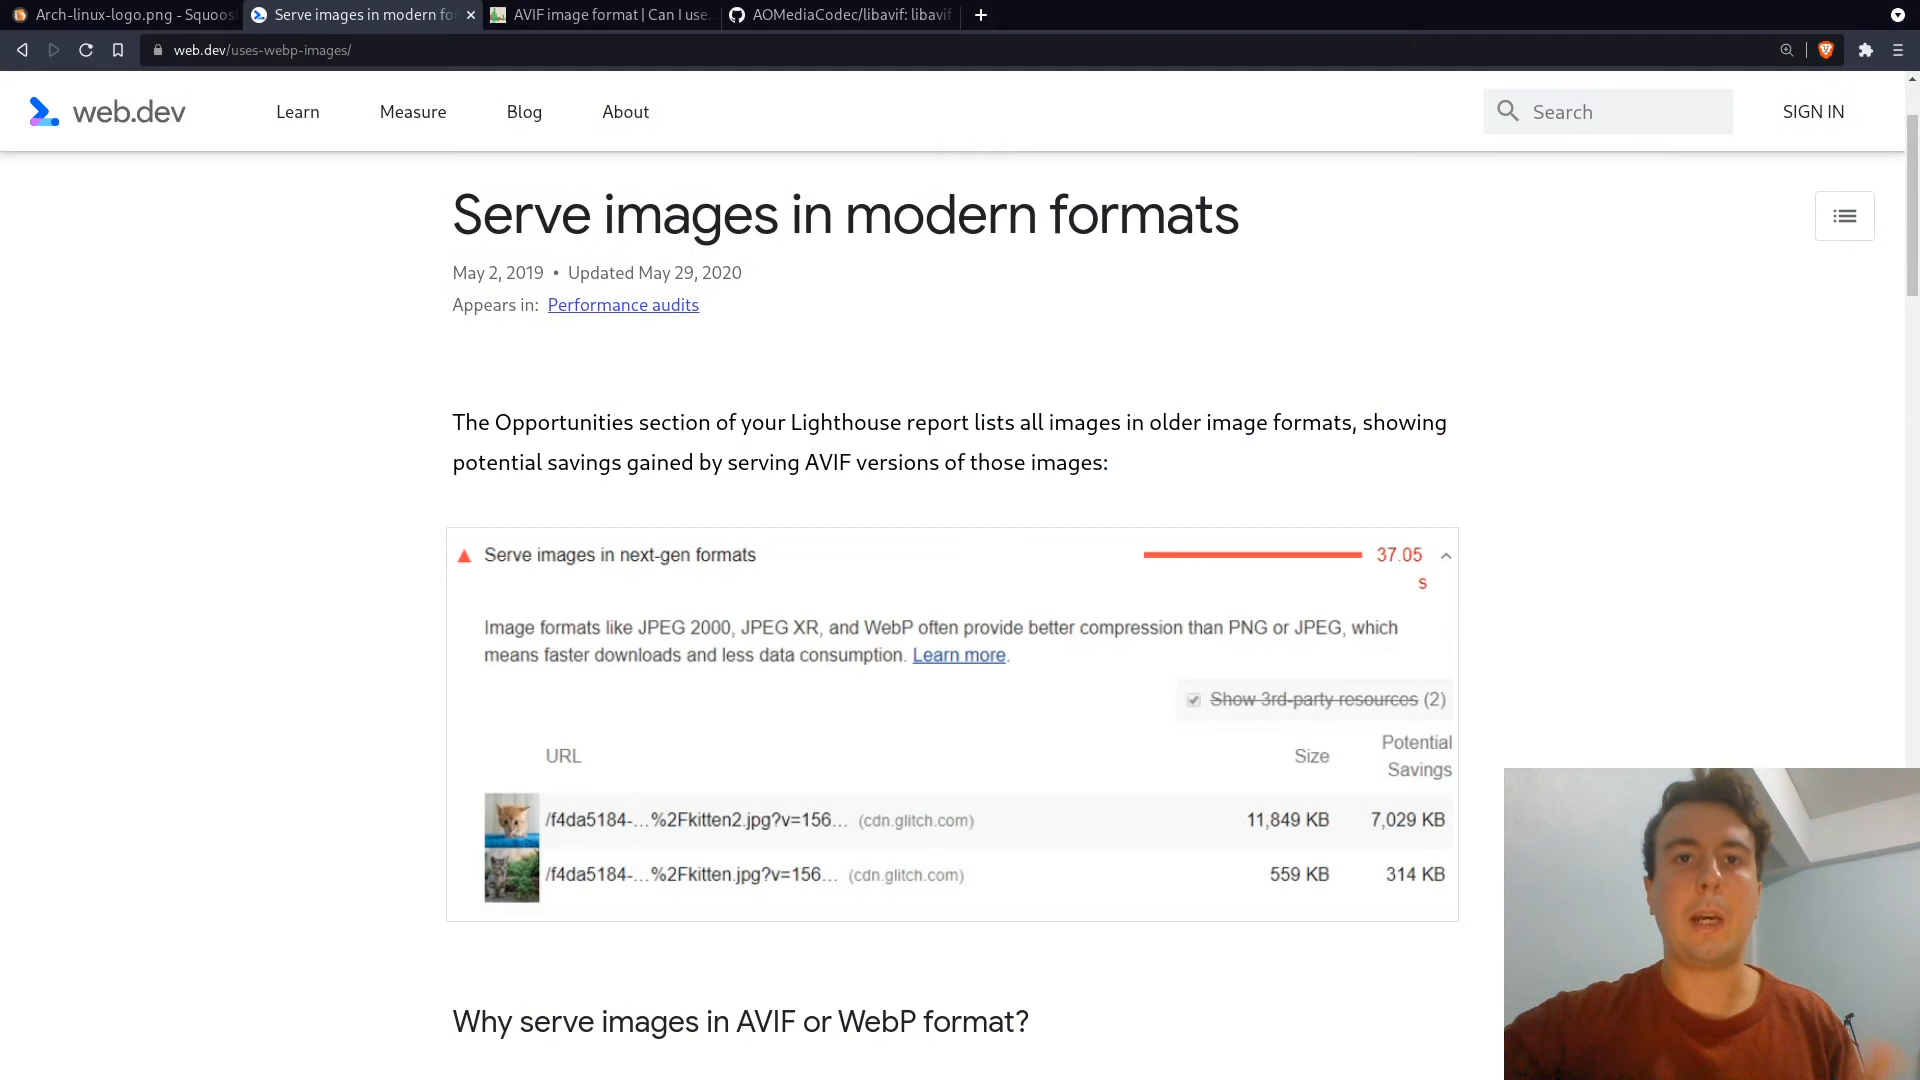 Arch-linux-logo.png - Squoosh
Serve images in modern fo
AVIF image format | Can I use...
AOMediaCodec/libavif: libavif
web.dev/uses-webp-images/
web.dev
Learn
Measure
Blog
About
Search
SIGN IN
Serve images in modern formats
May 2, 2019 • Updated May 29, 2020
Appears in: Performance audits
The Opportunities section of your Lighthouse report lists all images in older image formats, showing
potential savings gained by serving AVIF versions of those images:
Serve images in next-gen formats
37.05
s
Image formats like JPEG 2000, JPEG XR, and WebP often provide better compression than PNG or JPEG, which
means faster downloads and less data consumption. Learn more.
Show 3rd-party resources (2)
URL
Size
Potential
Savings
/f4da5184-...%2Fkitten2.jpg?v=156... (cdn.glitch.com)
11,849 KB
7,029 KB
/f4da5184-...%2Fkitten.jpg?v=156... (cdn.glitch.com)
559 KB
314 KB
Why serve images in AVIF or WebP format?